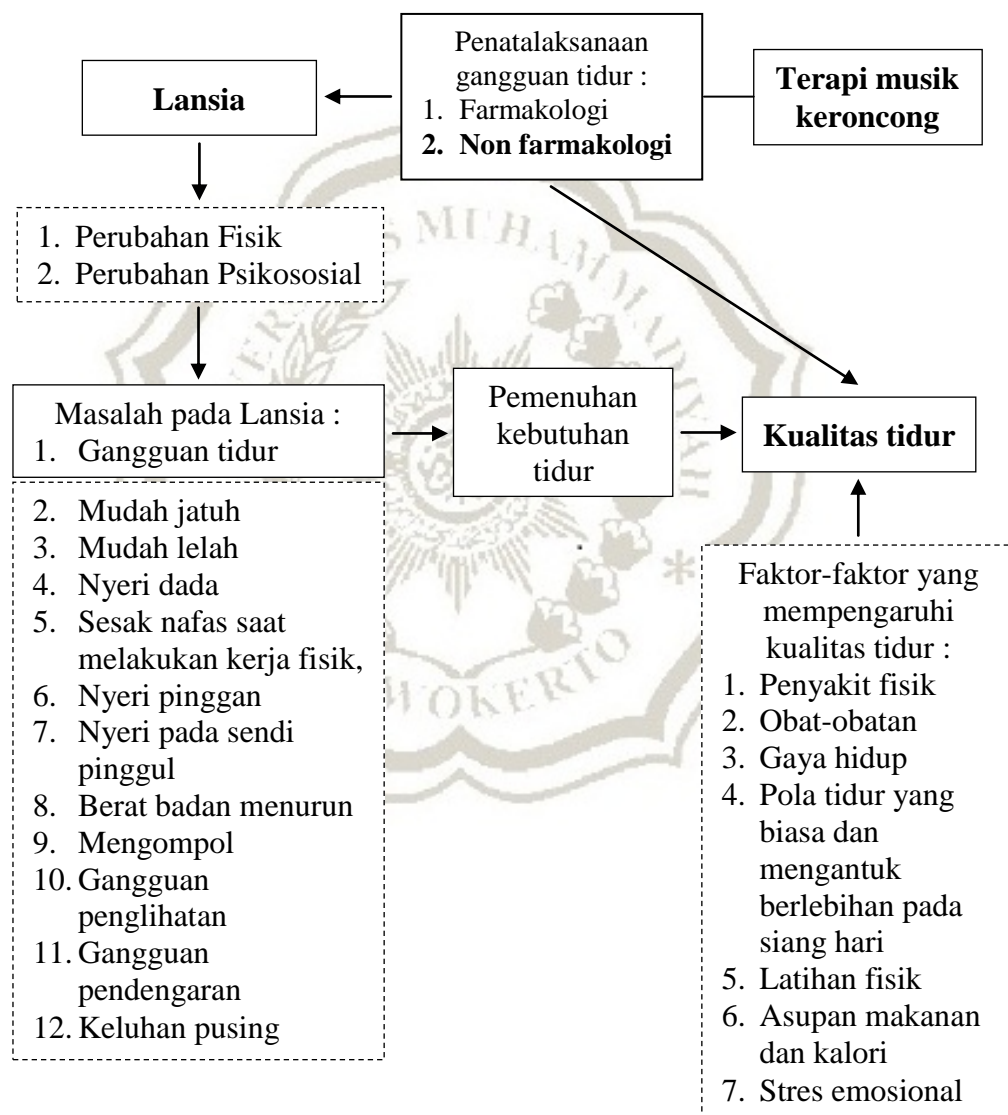 Penatalaksanaan
gangguan tidur :
1. Farmakologi
2. Non farmakologi
Terapi musik
keroncong
Lansia
1. Perubahan Fisik
2. Perubahan Psikososial
Masalah pada Lansia :
1. Gangguan tidur
2. Mudah jatuh
3. Mudah lelah
4. Nyeri dada
5. Sesak nafas saat
melakukan kerja fisik,
6. Nyeri pinggan
7. Nyeri pada sendi
pinggul
8. Berat badan menurun
9. Mengompol
10. Gangguan
penglihatan
11. Gangguan
pendengaran
12. Keluhan pusing
Pemenuhan
kebutuhan
tidur
Kualitas tidur
Faktor-faktor yang
mempengaruhi
kualitas tidur :
1. Penyakit fisik
2. Obat-obatan
3. Gaya hidup
4. Pola tidur yang
biasa dan
mengantuk
berlebihan pada
siang hari
5. Latihan fisik
6. Asupan makanan
dan kalori
7. Stres emosional